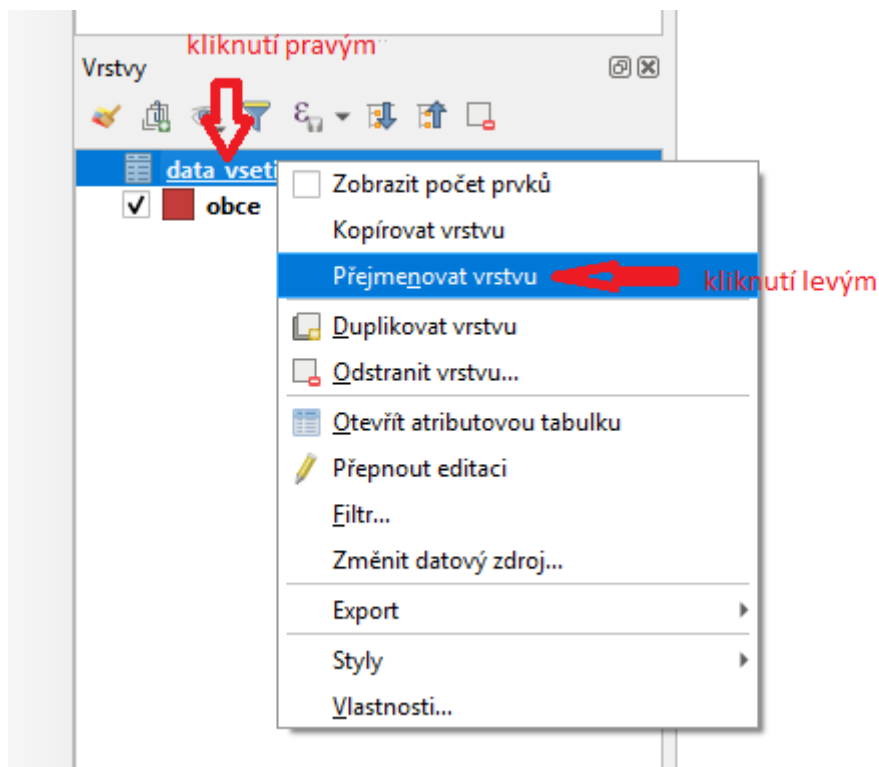 kliknutí pravým
Vrstvy
data_vseti
Zobrazit počet prvků
obce
Kopírovat vrstvu
Přejmenovat vrstvu
kliknutí levým
Duplikovat vrstvu
Odstranit vrstvu...
Otevřít atributovou tabulku
Přepnout editaci
Filtr...
Změnit datový zdroj...
Export
Styly
Vlastnosti...